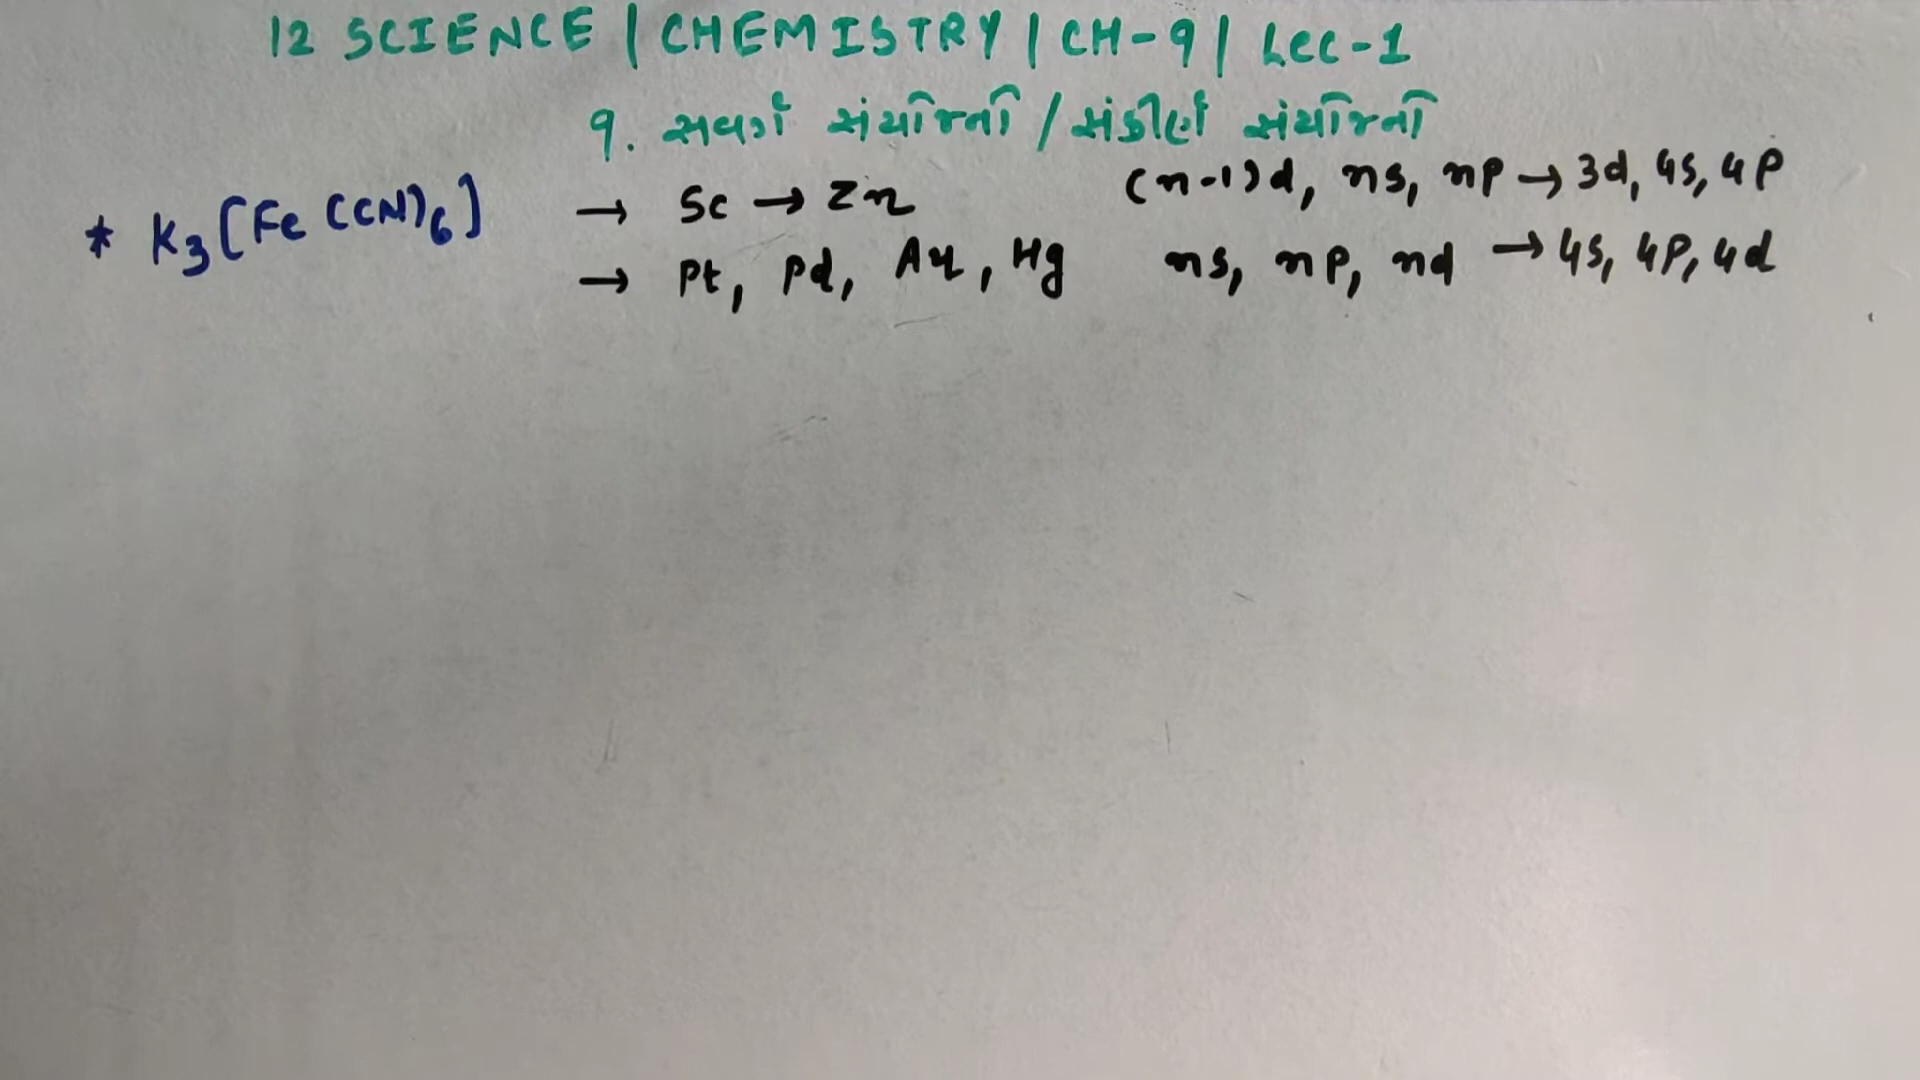 12 SCIENCE | CHEMISTRY | CH-9 | Lec-1
9. સવર્ગ સંયોજનો / સંકીર્ણ સંયોજનો
* K3[Fe(CN)6] → Sc → Zn (n-1)d, ns, np → 3d, 4s, 4p
→ Pt, Pd, Au, Hg ns, np, nd → 4s, 4p, 4d